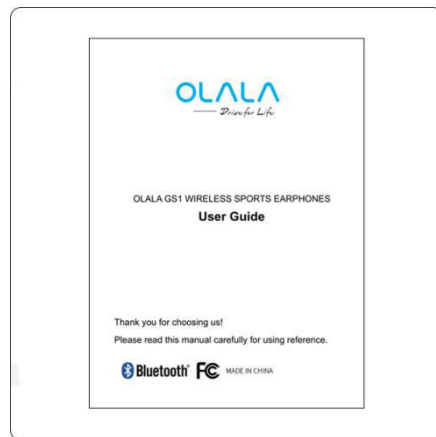 OLALA
Drive for Life
OLALA GS1 WIRELESS SPORTS EARPHONES
User Guide
Thank you for choosing us!
Please read this manual carefully for using reference.
Bluetooth® FC MADE IN CHINA